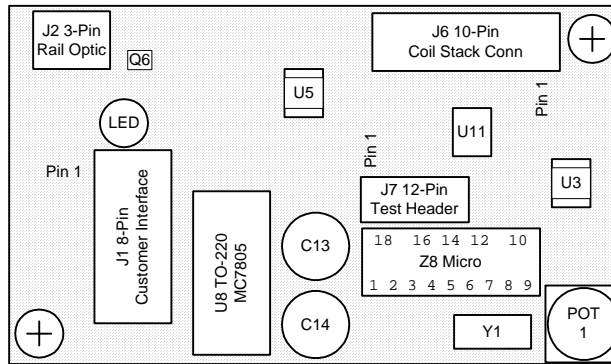 J2 3-Pin
Rail Optic
Q6
J6 10-Pin
Coil Stack Conn
U5
LED
Pin 1
U11
Pin 1
Pin 1
J1 8-Pin
Customer Interface
U8 TO-220
MC7805
J7 12-Pin
Test Header
U3
C13
18 16 14 12 10
Z8 Micro
1 2 3 4 5 6 7 8 9
C14
Y1
POT
1